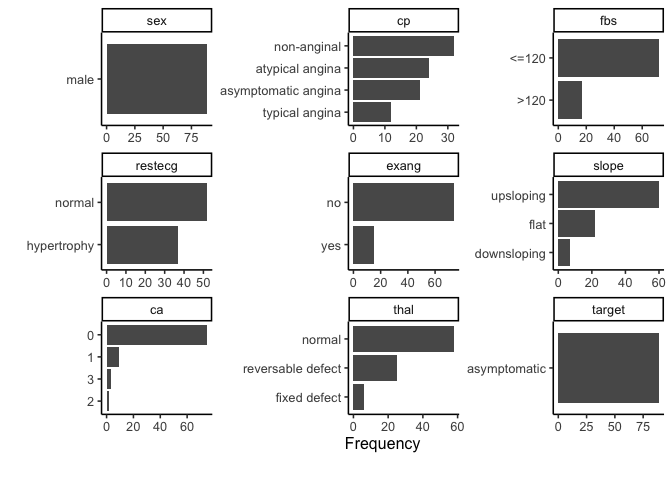 sex
cp
fbs
male
0 25 50 75
non-anginal
atypical angina
asymptomatic angina
typical angina
0 10 20 30
<=120
>120
0 20 40 60
restecg
exang
slope
normal
hypertrophy
0 10 20 30 40 50
no
yes
0 20 40 60
upsloping
flat
downsloping
0 20 40 60
ca
thal
target
0
1
3
2
0 20 40 60
normal
reversable defect
fixed defect
0 20 40 60
asymptomatic
0 25 50 75
Frequency